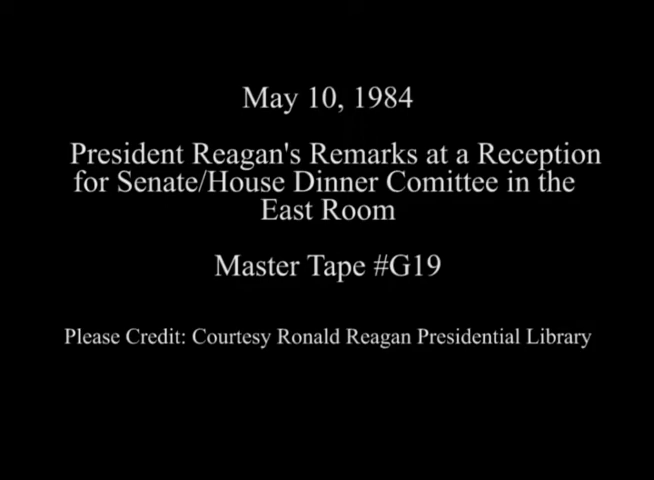 May 10, 1984
President Reagan's Remarks at a Reception
for Senate/House Dinner Comittee in the
East Room
Master Tape #G19
Please Credit: Courtesy Ronald Reagan Presidential Library